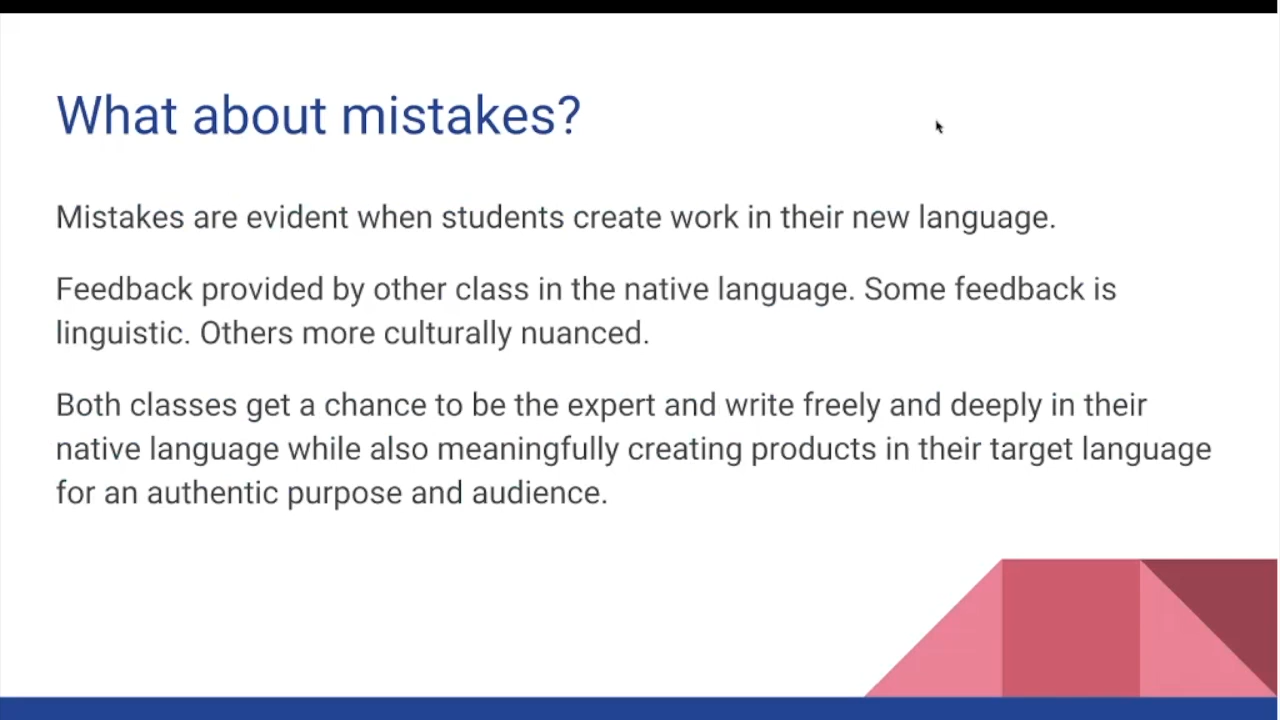 What about mistakes?
Mistakes are evident when students create work in their new language.
Feedback provided by other class in the native language. Some feedback is
linguistic. Others more culturally nuanced.
Both classes get a chance to be the expert and write freely and deeply in their
native language while also meaningfully creating products in their target language
for an authentic purpose and audience.